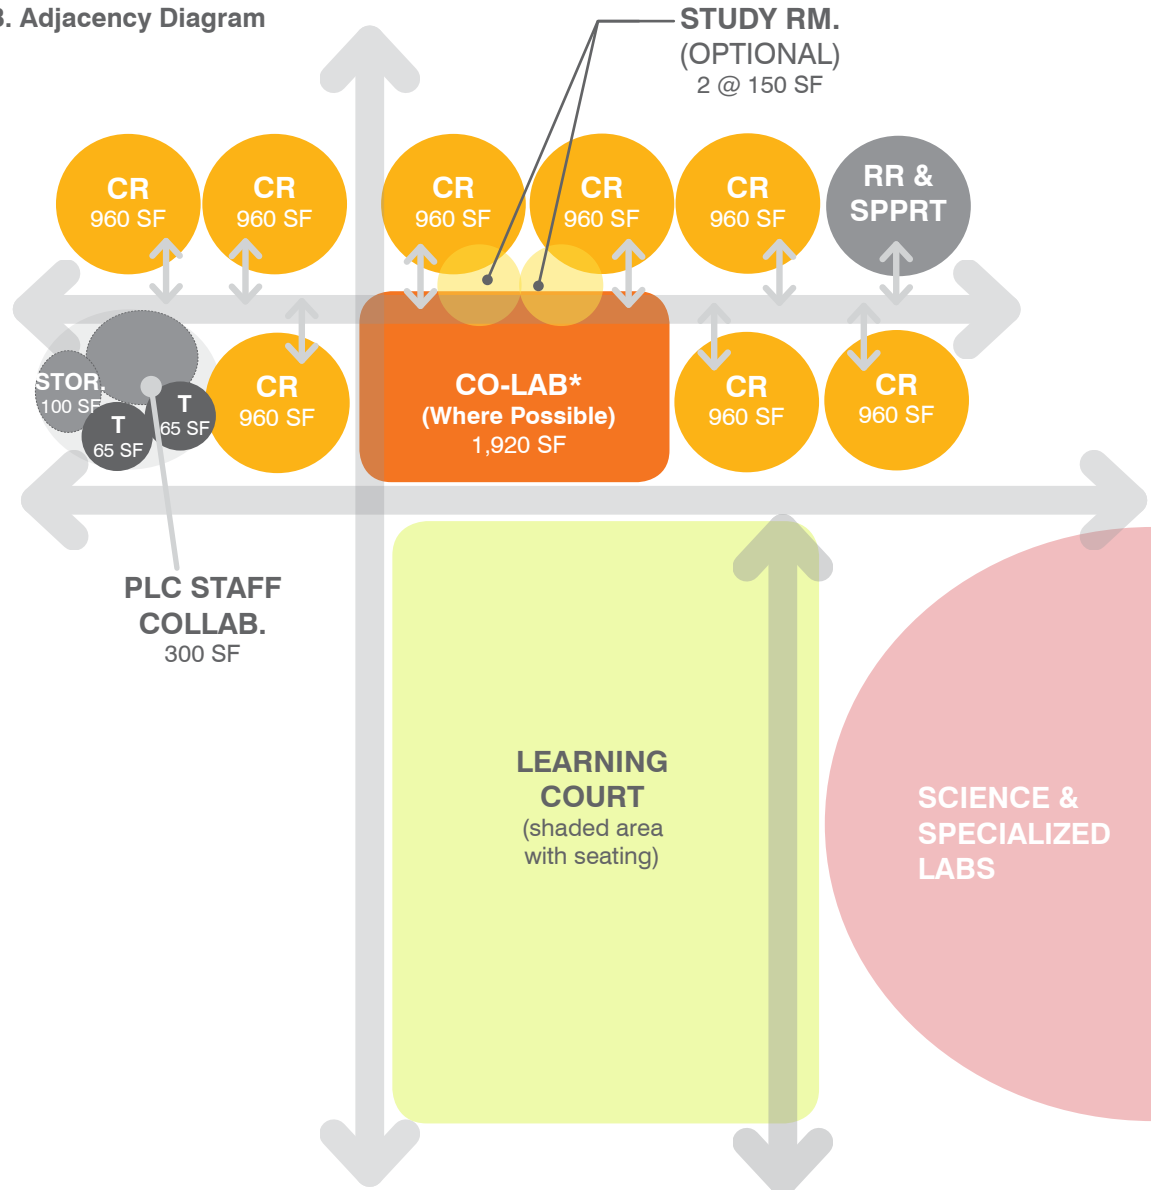 3. Adjacency Diagram
STUDY RM.
(OPTIONAL)
2 @ 150 SF
CR
960 SF
CR
960 SF
CR
960 SF
CR
960 SF
CR
960 SF
RR &
SPPRT
STOR.
100 SF
T
65 SF
T
65 SF
CR
960 SF
CO-LAB*
(Where Possible)
1,920 SF
CR
960 SF
CR
960 SF
PLC STAFF
COLLAB.
300 SF
LEARNING
COURT
(shaded area
with seating)
SCIENCE &
SPECIALIZED
LABS